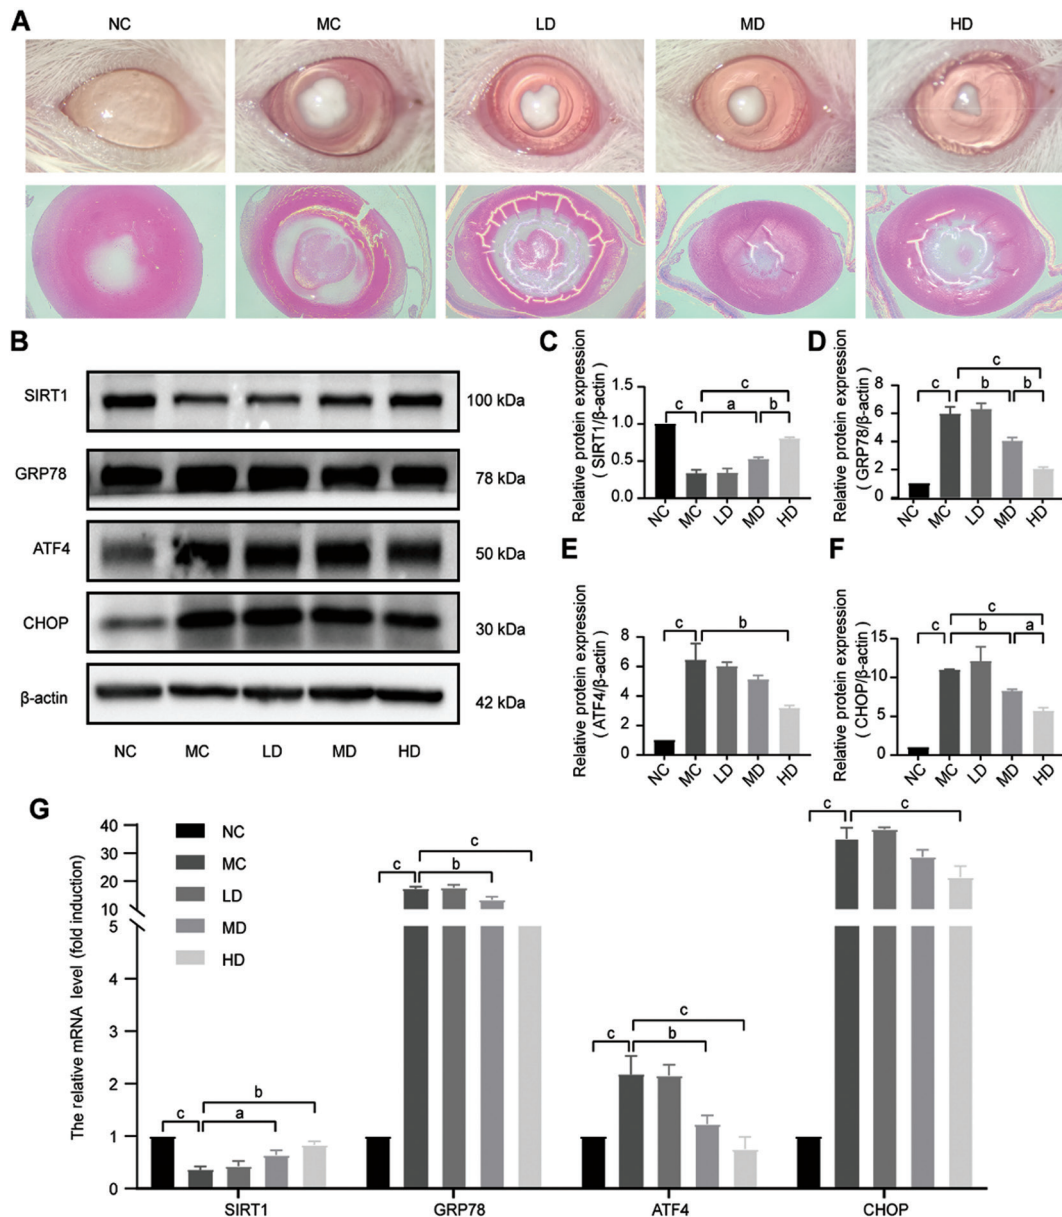 A
NC MC LD MD HD
B
SIRT1 100 kDa
GRP78 78 kDa
ATF4 50 kDa
CHOP 30 kDa
β-actin 42 kDa
NC MC LD MD HD
C
Relative protein expression
( SIRT1/β-actin )
1.5
1.0
0.5
0.0
c
c a b
NC MC LD MD HD
D
Relative protein expression
( GRP78/β-actin )
8
6
4
2
0
c
c b b
NC MC LD MD HD
E
Relative protein expression
( ATF4/β-actin )
8
6
4
2
0
c b
NC MC LD MD HD
F
Relative protein expression
( CHOP/β-actin )
15
10
5
0
c
c b a
NC MC LD MD HD
G
The relative mRNA level (fold induction)
40
30
20
10
5
4
3
2
1
0
NC
MC
LD
MD
HD
b
c a
c
c b
c
c b
c c
SIRT1 GRP78 ATF4 CHOP